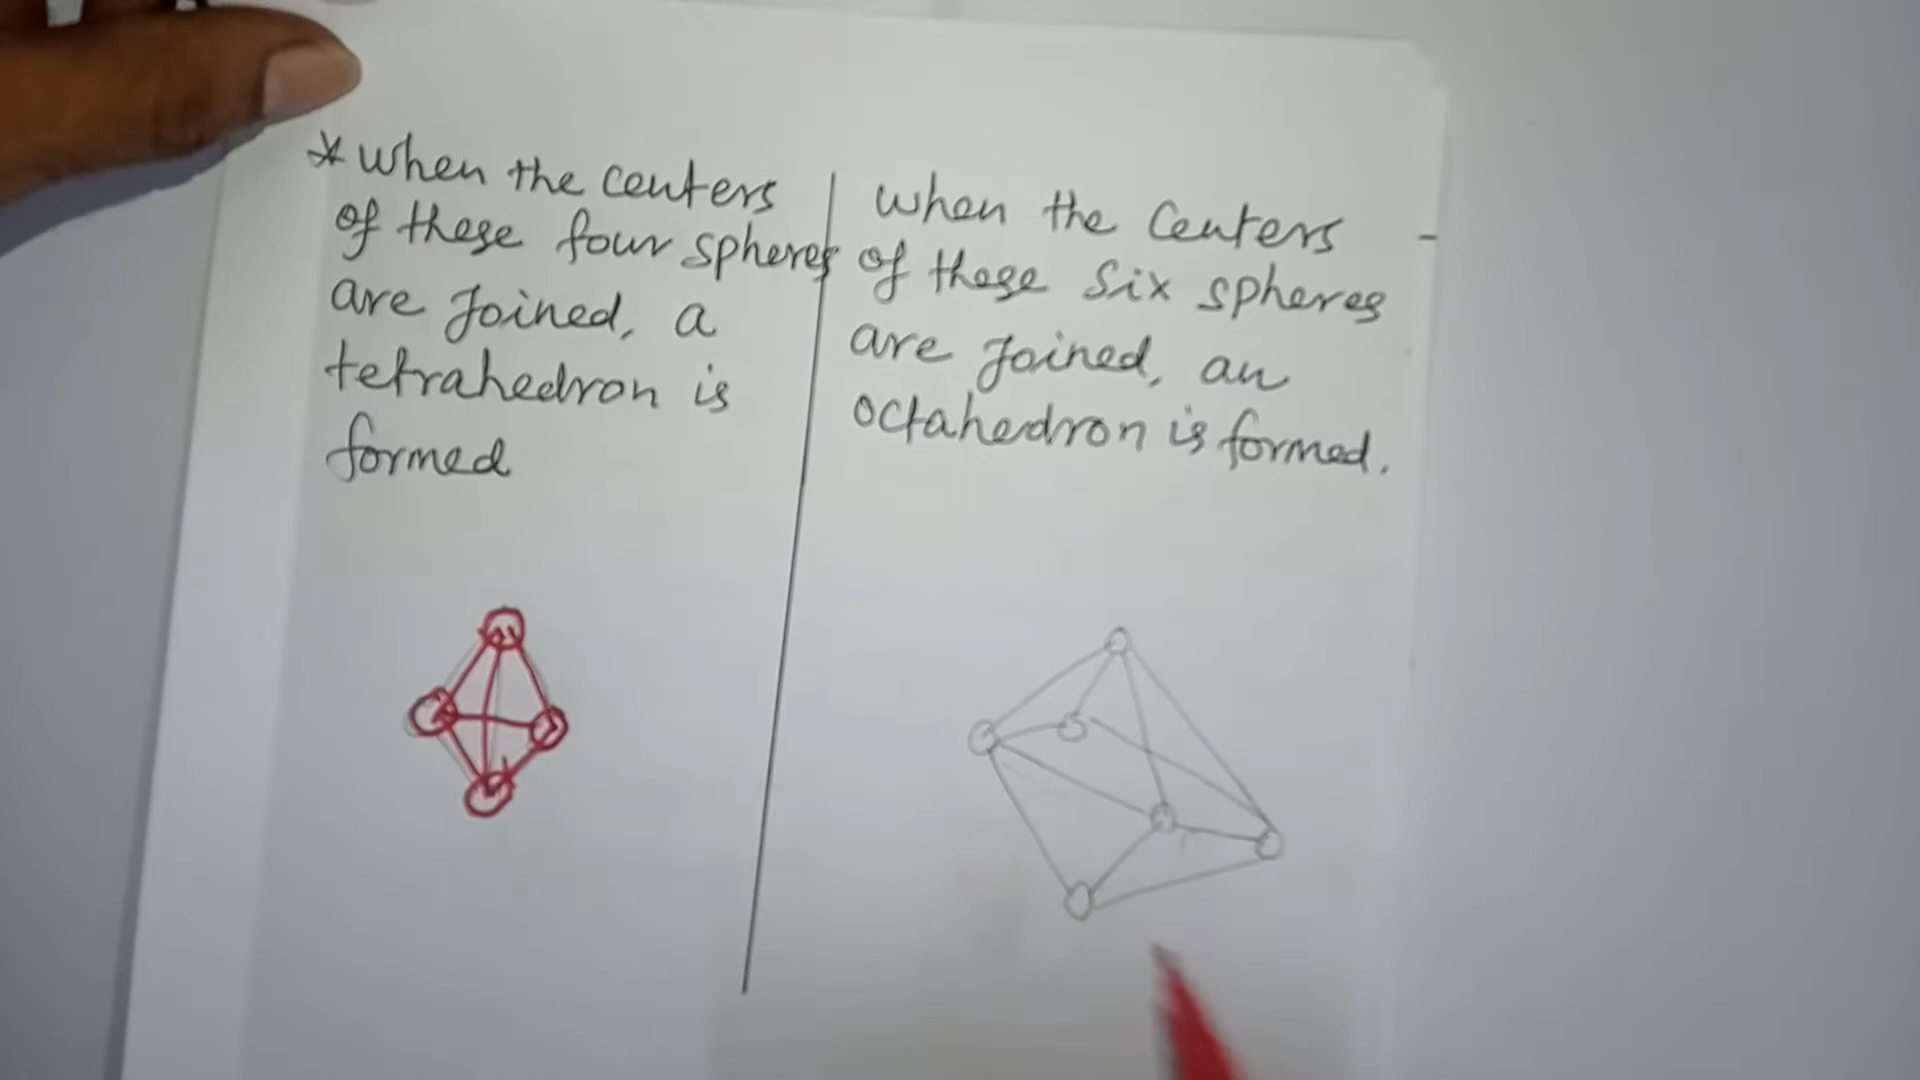 * When the centers
of these four spheres
are joined, a
tetrahedron is
formed
When the Centers -
of these Six spheres
are joined, an
octahedron is formed.